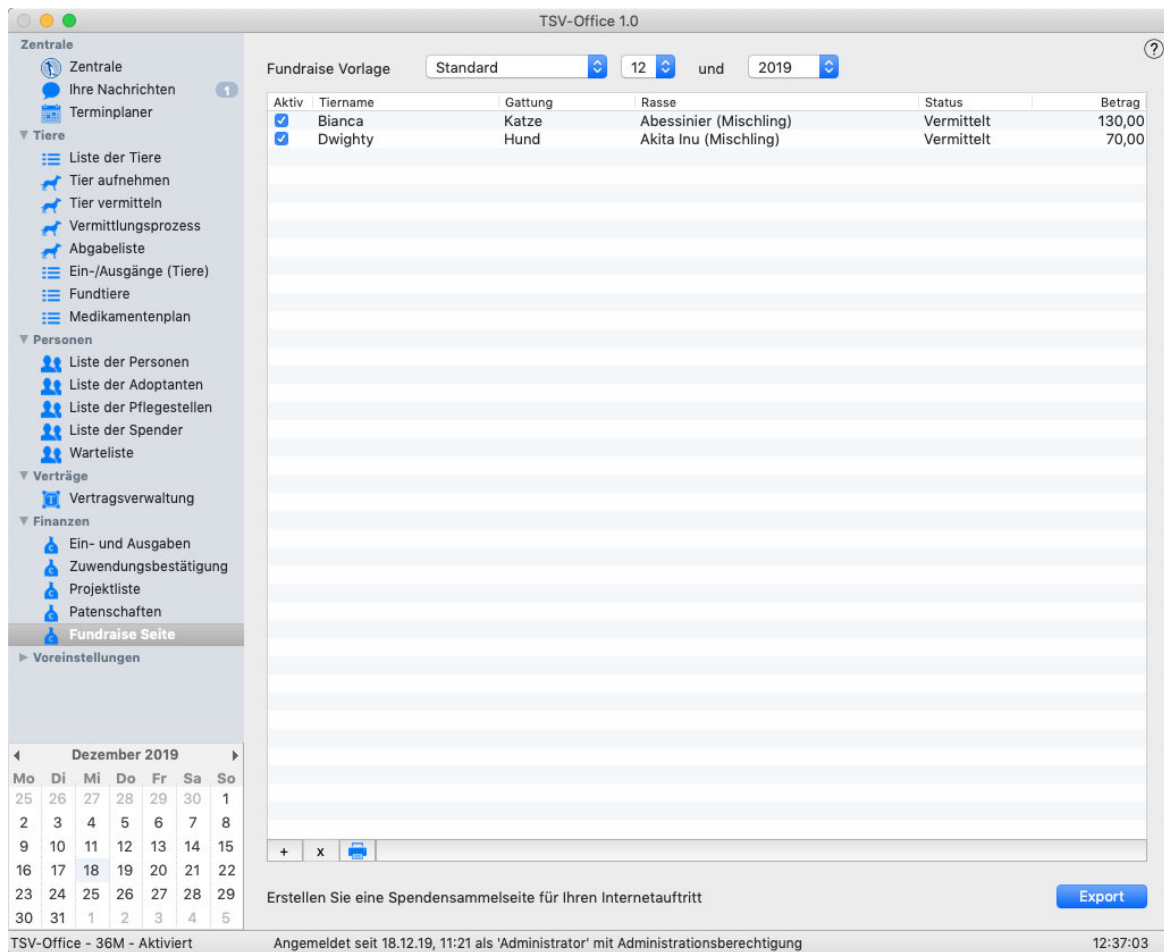 TSV-Office 1.0
Zentrale
Zentrale
Ihre Nachrichten 1
Terminplaner
Tiere
Liste der Tiere
Tier aufnehmen
Tier vermitteln
Vermittlungsprozess
Abgabeliste
Ein-/Ausgänge (Tiere)
Fundtiere
Medikamentenplan
Personen
Liste der Personen
Liste der Adoptanten
Liste der Pflegestellen
Liste der Spender
Warteliste
Verträge
Vertragsverwaltung
Finanzen
Ein- und Ausgaben
Zuwendungsbestätigung
Projektliste
Patenschaften
Fundraise Seite
Voreinstellungen
Dezember 2019
Mo Di Mi Do Fr Sa So
25 26 27 28 29 30 1
2 3 4 5 6 7 8
9 10 11 12 13 14 15
16 17 18 19 20 21 22
23 24 25 26 27 28 29
30 31 1 2 3 4 5
?
Fundraise Vorlage Standard 12 und 2019
Aktiv Tiername Gattung Rasse Status Betrag
Bianca Katze Abessinier (Mischling) Vermittelt 130,00
Dwighty Hund Akita Inu (Mischling) Vermittelt 70,00
+ x
Erstellen Sie eine Spendensammelseite für Ihren Internetauftritt Export
TSV-Office - 36M - Aktiviert Angemeldet seit 18.12.19, 11:21 als 'Administrator' mit Administrationsberechtigung 12:37:03